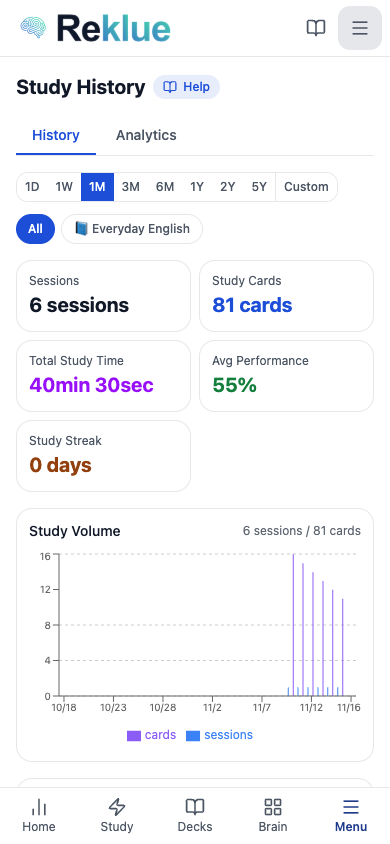 Reklue
Study History Help
History Analytics
1D 1W 1M 3M 6M 1Y 2Y 5Y Custom
All 📘 Everyday English
Sessions
6 sessions
Study Cards
81 cards
Total Study Time
40min 30sec
Avg Performance
55%
Study Streak
0 days
Study Volume 6 sessions / 81 cards
16
12
8
4
0
10/18 10/23 10/28 11/2 11/7 11/12 11/16
cards sessions
Home Study Decks Brain Menu